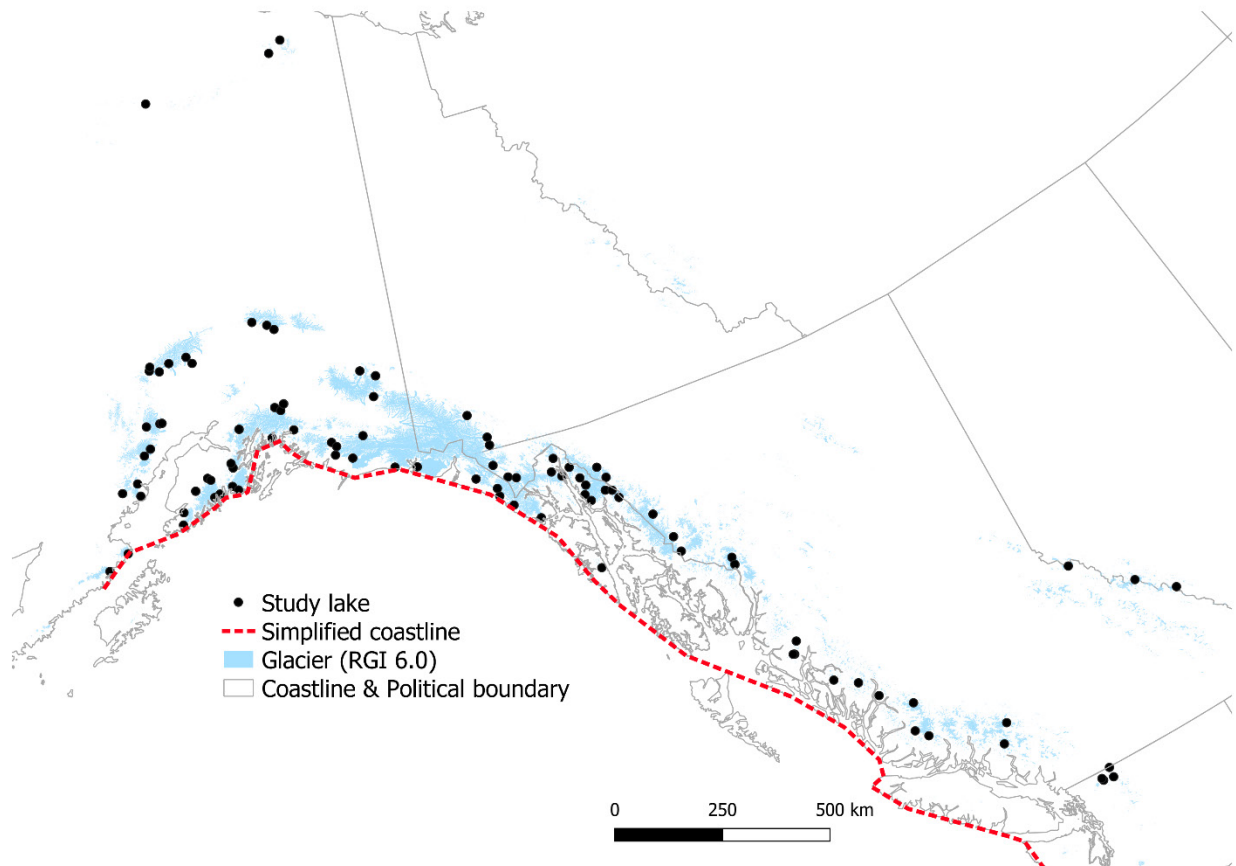 Study lake
Simplified coastline
Glacier (RGI 6.0)
Coastline & Political boundary
0 250 500 km